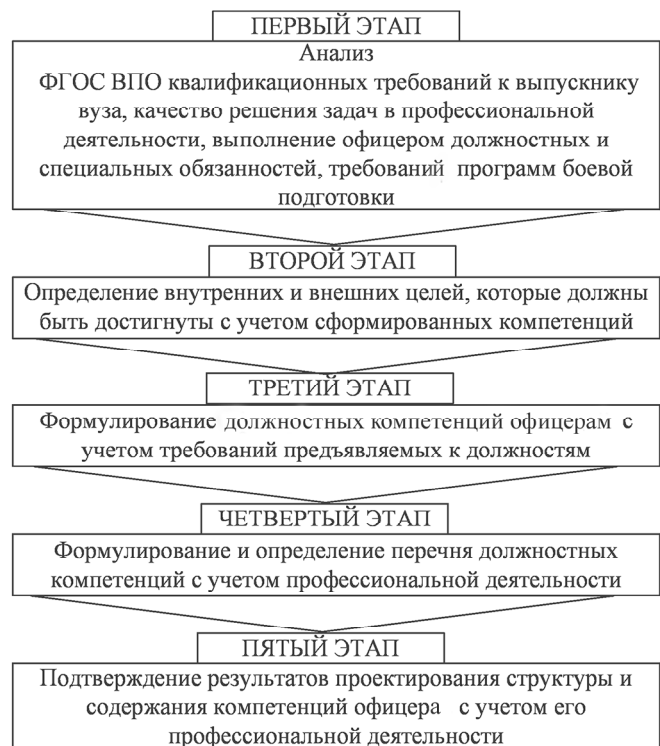 ПЕРВЫЙ ЭТАП
Анализ
ФГОС ВПО квалификационных требований к выпускнику
вуза, качество решения задач в профессиональной
деятельности, выполнение офицером должностных и
специальных обязанностей, требований программ боевой
подготовки
ВТОРОЙ ЭТАП
Определение внутренних и внешних целей, которые должны
быть достигнуты с учетом сформированных компетенций
ТРЕТИЙ ЭТАП
Формулирование должностных компетенций офицерам с
учетом требований предъявляемых к должностям
ЧЕТВЕРТЫЙ ЭТАП
Формулирование и определение перечня должностных
компетенций с учетом профессиональной деятельности
ПЯТЫЙ ЭТАП
Подтверждение результатов проектирования структуры и
содержания компетенций офицера с учетом его
профессиональной деятельности